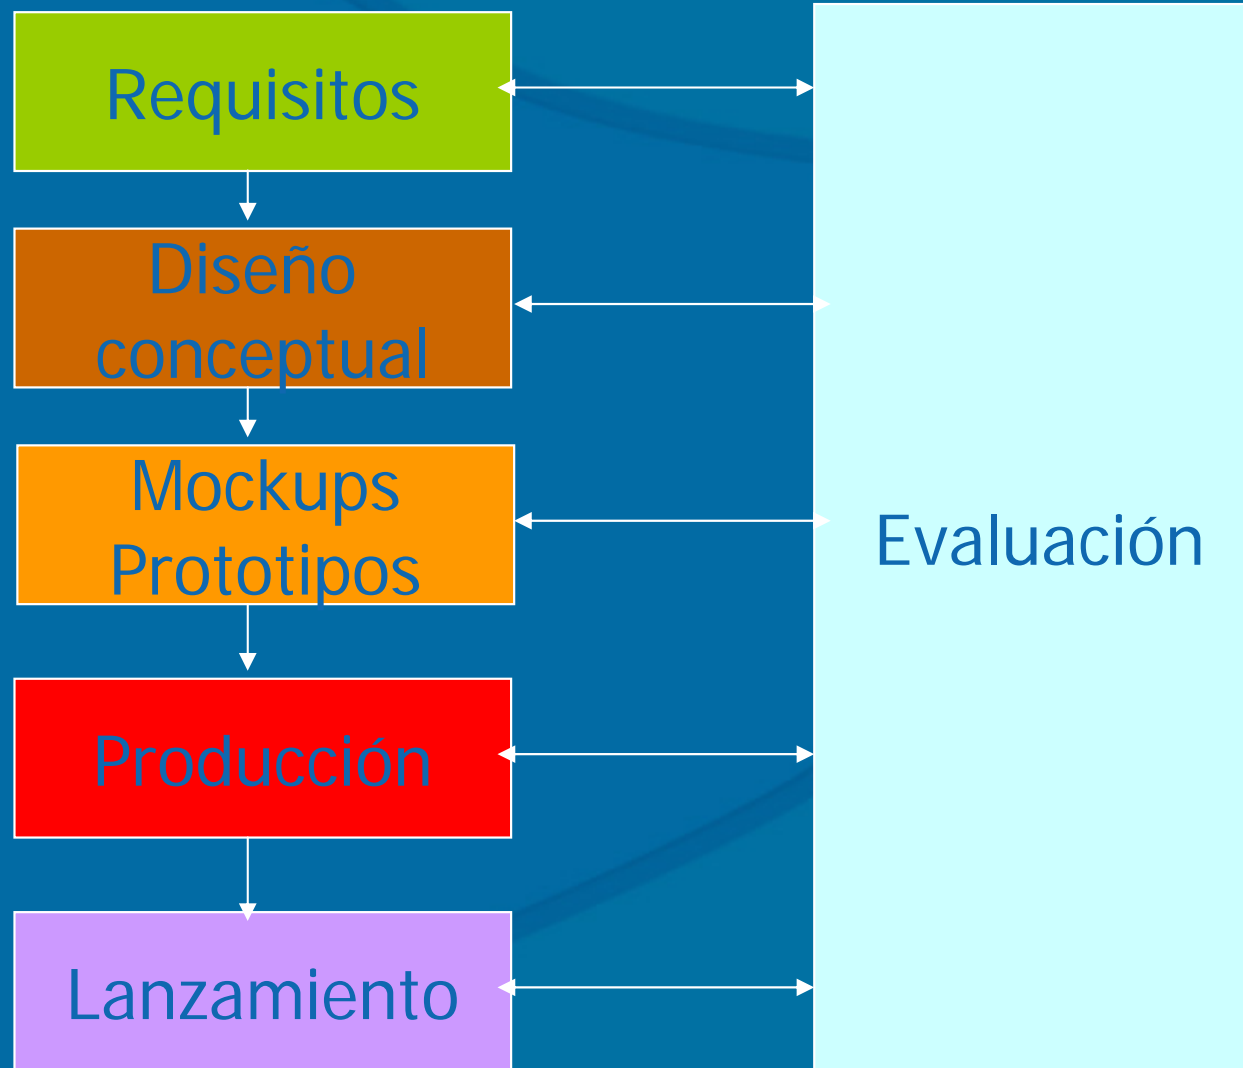 Requisitos
Diseño
conceptual
Mockups
Prototipos
Evaluación
Producción
Lanzamiento